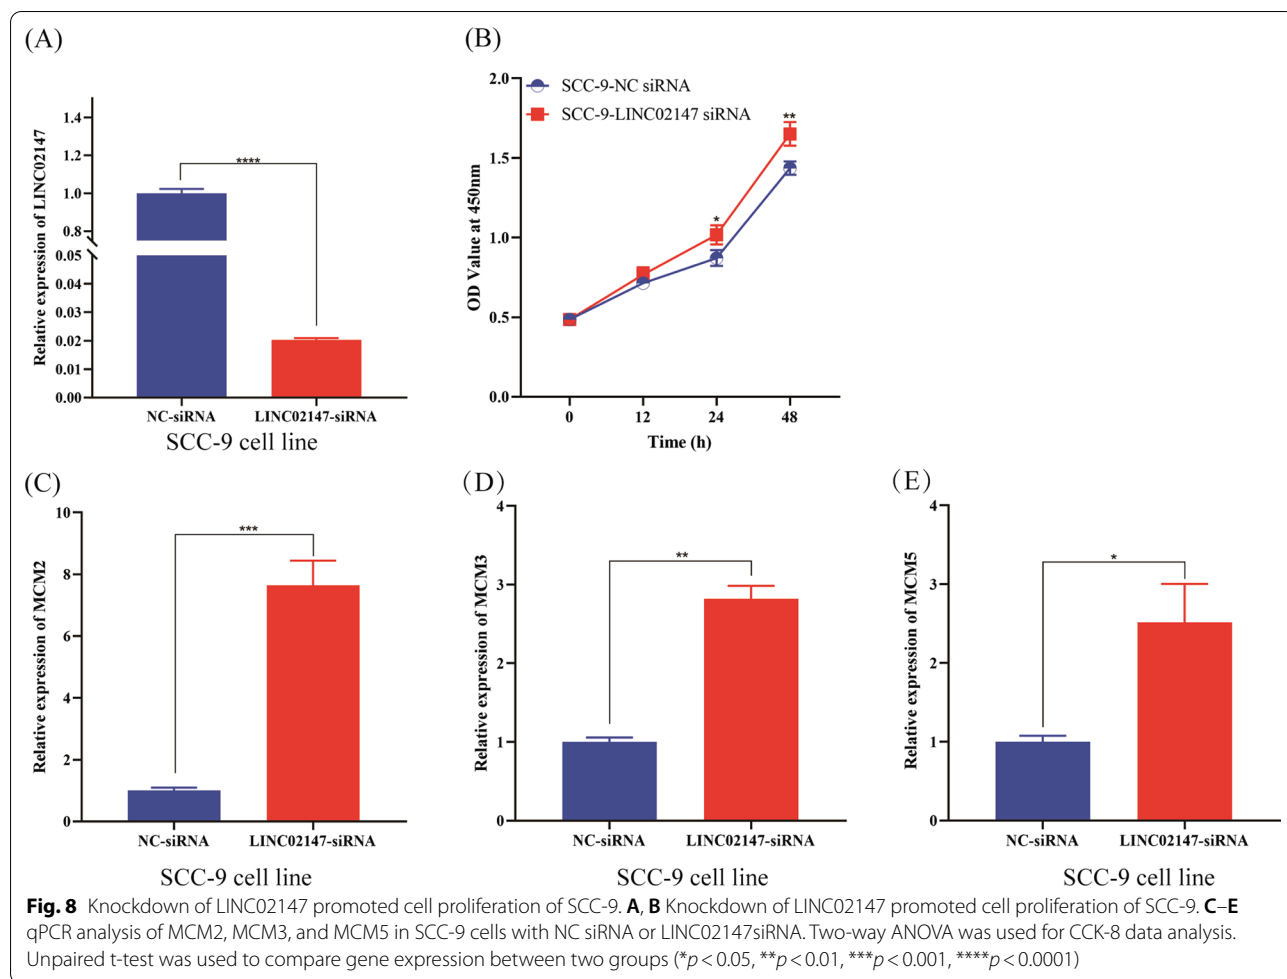 (A)
Relative expression of LINC02147
1.4
1.2
1.0
0.8
0.05
0.04
0.03
0.02
0.01
0.00
****
NC-siRNA LINC02147-siRNA
SCC-9 cell line
(B)
OD Value at 450nm
2.0
1.5
1.0
0.5
0.0
SCC-9-NC siRNA
SCC-9-LINC02147 siRNA
*
**
0 12 24 48
Time (h)
(C)
Relative expression of MCM2
10
8
6
4
2
0
***
NC-siRNA LINC02147-siRNA
SCC-9 cell line
(D)
Relative expression of MCM3
4
3
2
1
0
**
NC-siRNA LINC02147-siRNA
SCC-9 cell line
(E)
Relative expression of MCM5
4
3
2
1
0
*
NC-siRNA LINC02147-siRNA
SCC-9 cell line
Fig. 8 Knockdown of LINC02147 promoted cell proliferation of SCC-9. A, B Knockdown of LINC02147 promoted cell proliferation of SCC-9. C–E
qPCR analysis of MCM2, MCM3, and MCM5 in SCC-9 cells with NC siRNA or LINC02147siRNA. Two-way ANOVA was used for CCK-8 data analysis.
Unpaired t-test was used to compare gene expression between two groups (*p < 0.05, **p < 0.01, ***p < 0.001, ****p < 0.0001)